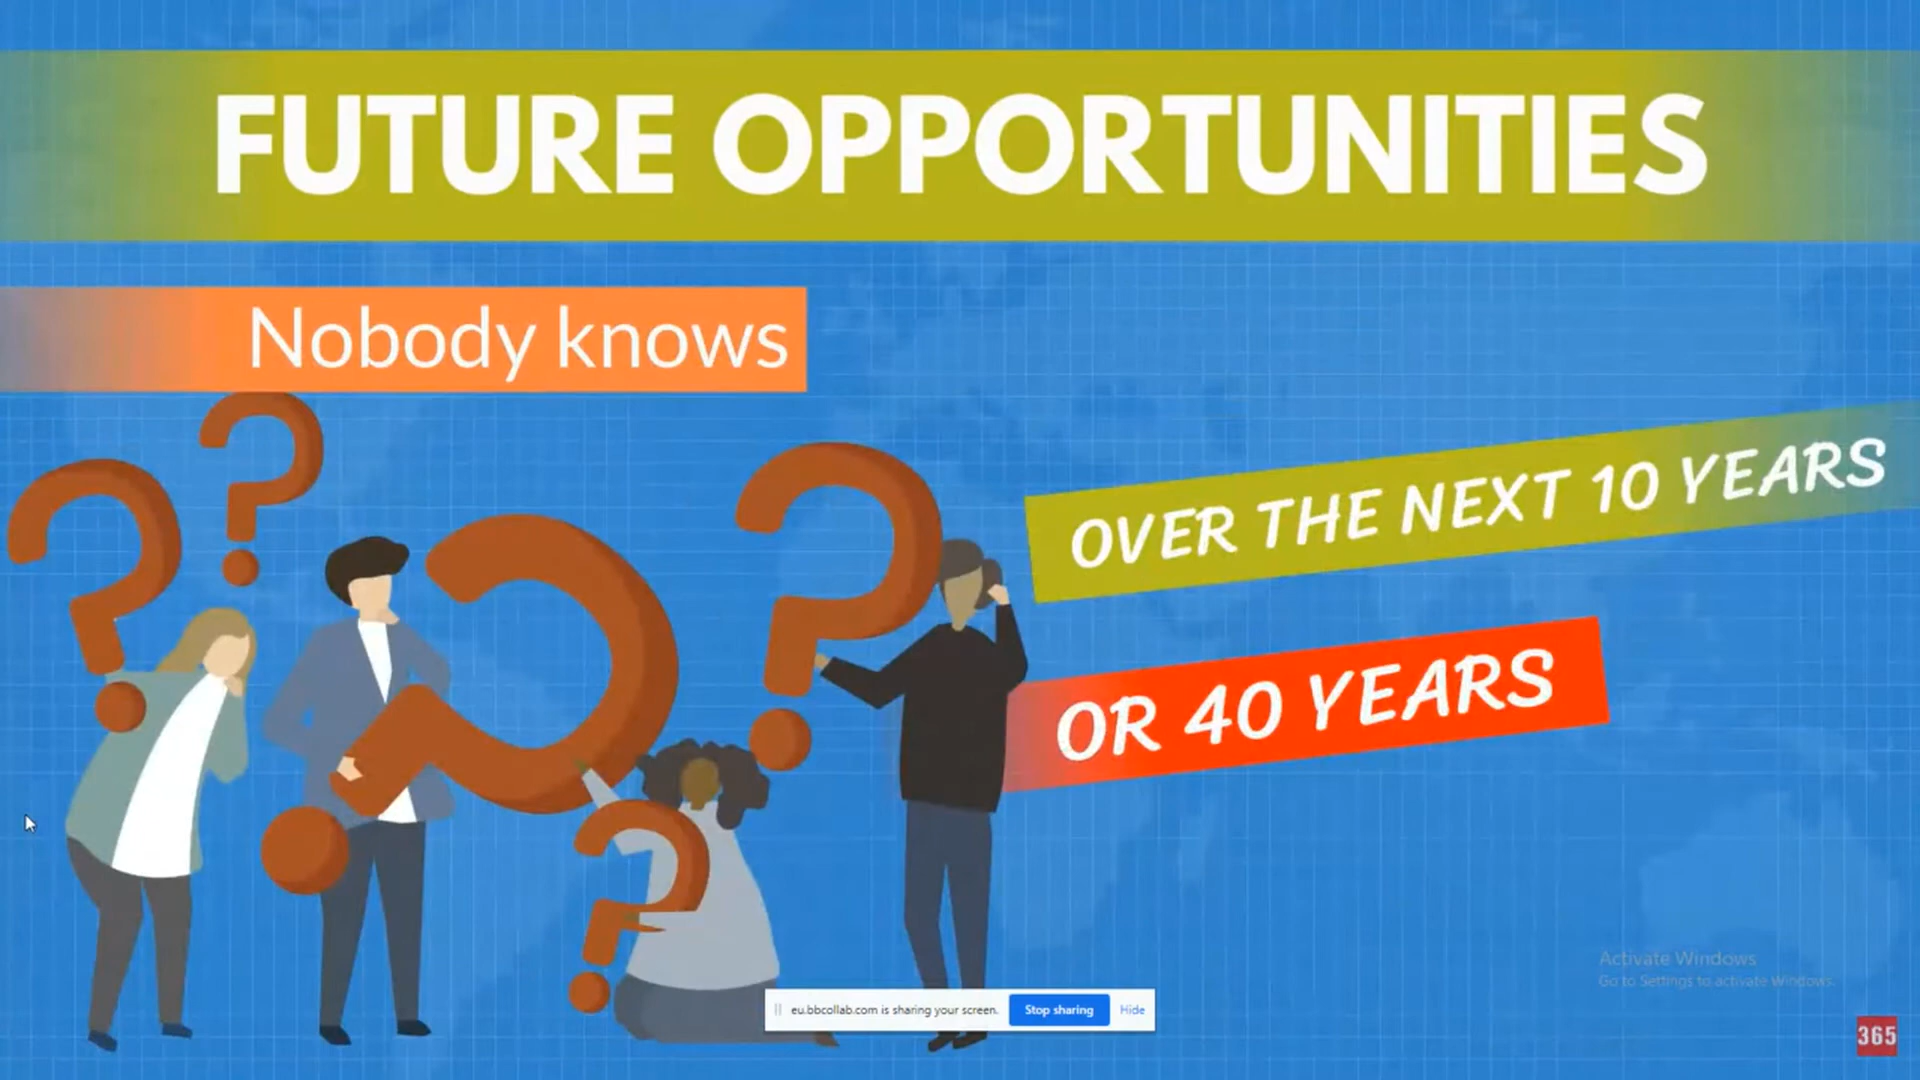 FUTURE OPPORTUNITIES
Nobody knows
OVER THE NEXT 10 YEARS
OR 40 YEARS
Activate Windows
Go to Settings to activate Windows.
eu.bbcollab.com is sharing your screen.
Stop sharing
Hide
365